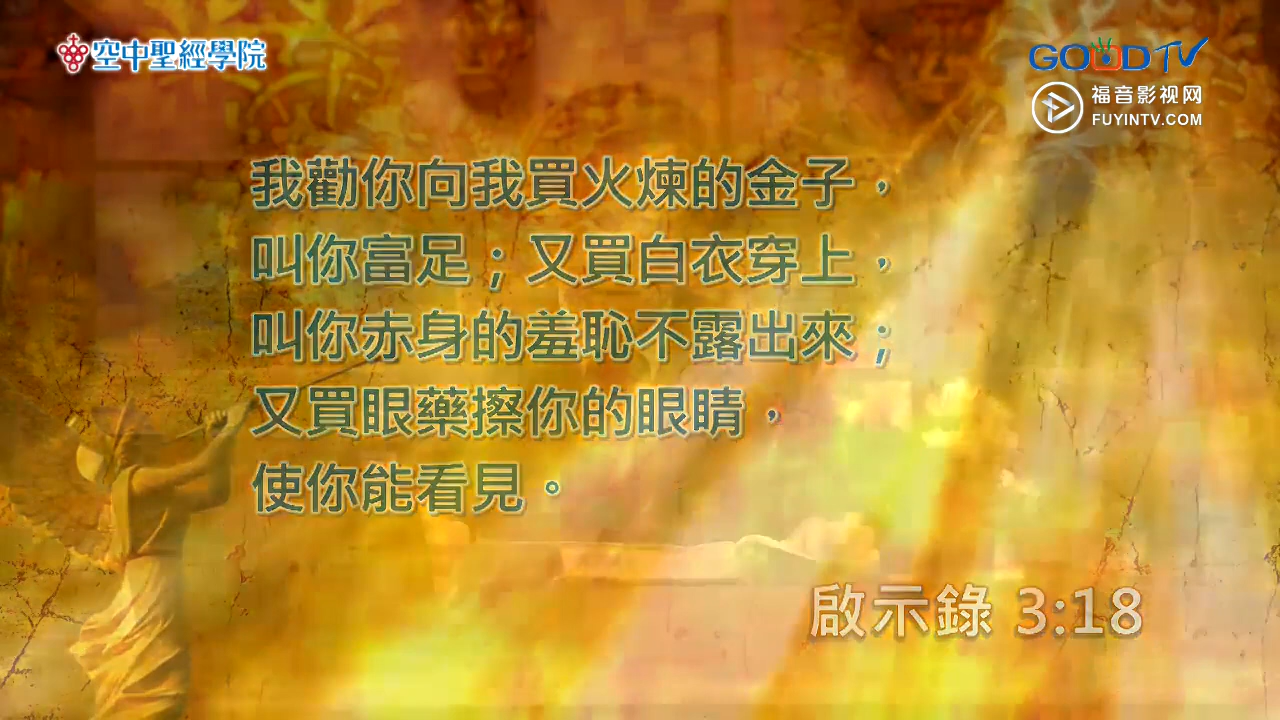 空中聖經學院
GOODTV
福音影视网
FUYINTV.COM
我勸你向我買火煉的金子，
叫你富足；又買白衣穿上，
叫你赤身的羞恥不露出來；
又買眼藥擦你的眼睛，
使你能看見。
啟示錄 3:18